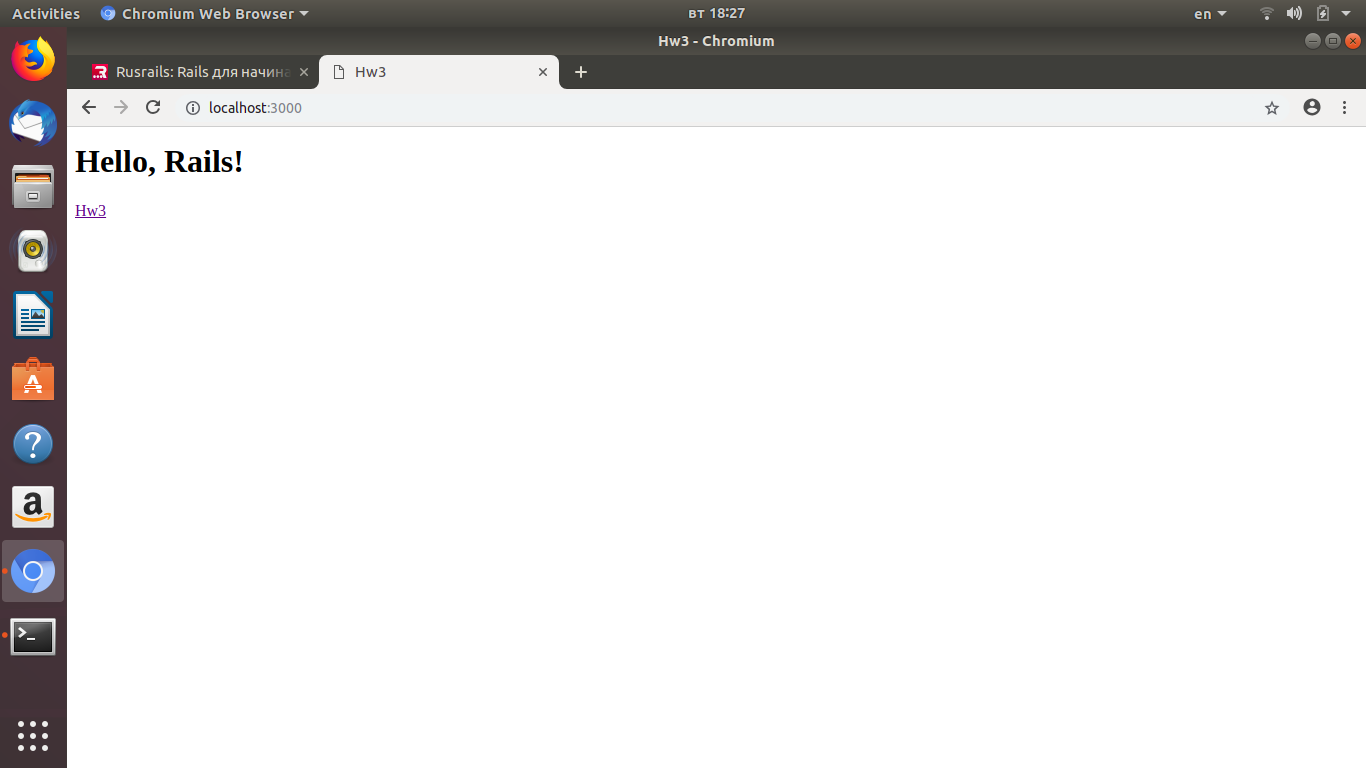 Activities
Chromium Web Browser
вт 18:27
en
Hw3 - Chromium
Rusrails: Rails для начина
Hw3
localhost:3000
Hello, Rails!
Hw3